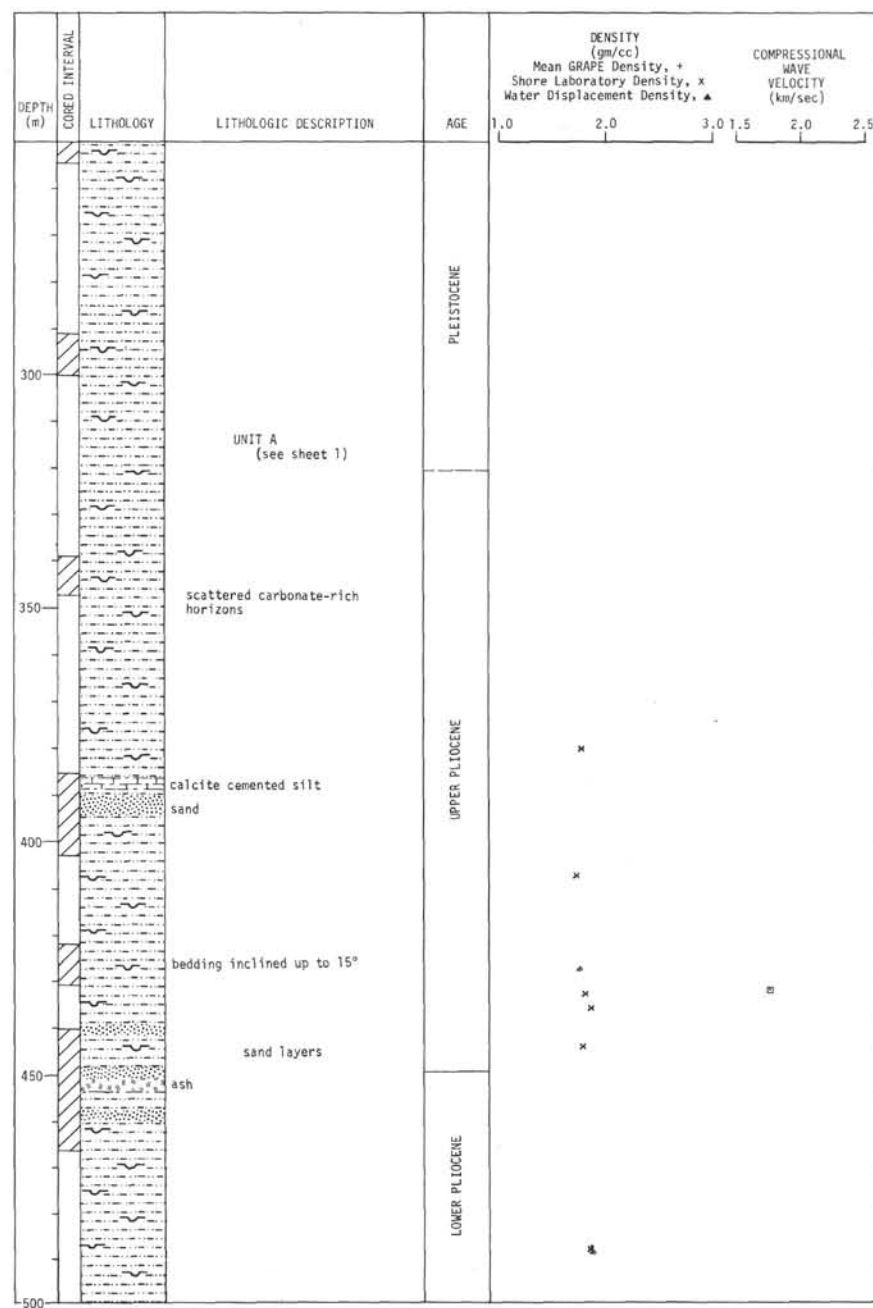 DENSITY
(gm/cc)
Mean GRAPE Density, +
Shore Laboratory Density, x
Water Displacement Density, ▲
COMPRESSIONAL
WAVE
VELOCITY
(km/sec)
DEPTH
(m)
CORED INTERVAL
LITHOLOGY
LITHOLOGIC DESCRIPTION
AGE
1.0 2.0 3.0 1.5 2.0 2.5
PLEISTOCENE
300
UNIT A
(see sheet 1)
scattered carbonate-rich
horizons
350
UPPER PLIOCENE
calcite cemented silt
sand
400
bedding inclined up to 15°
sand layers
450
ash
LOWER PLIOCENE
500